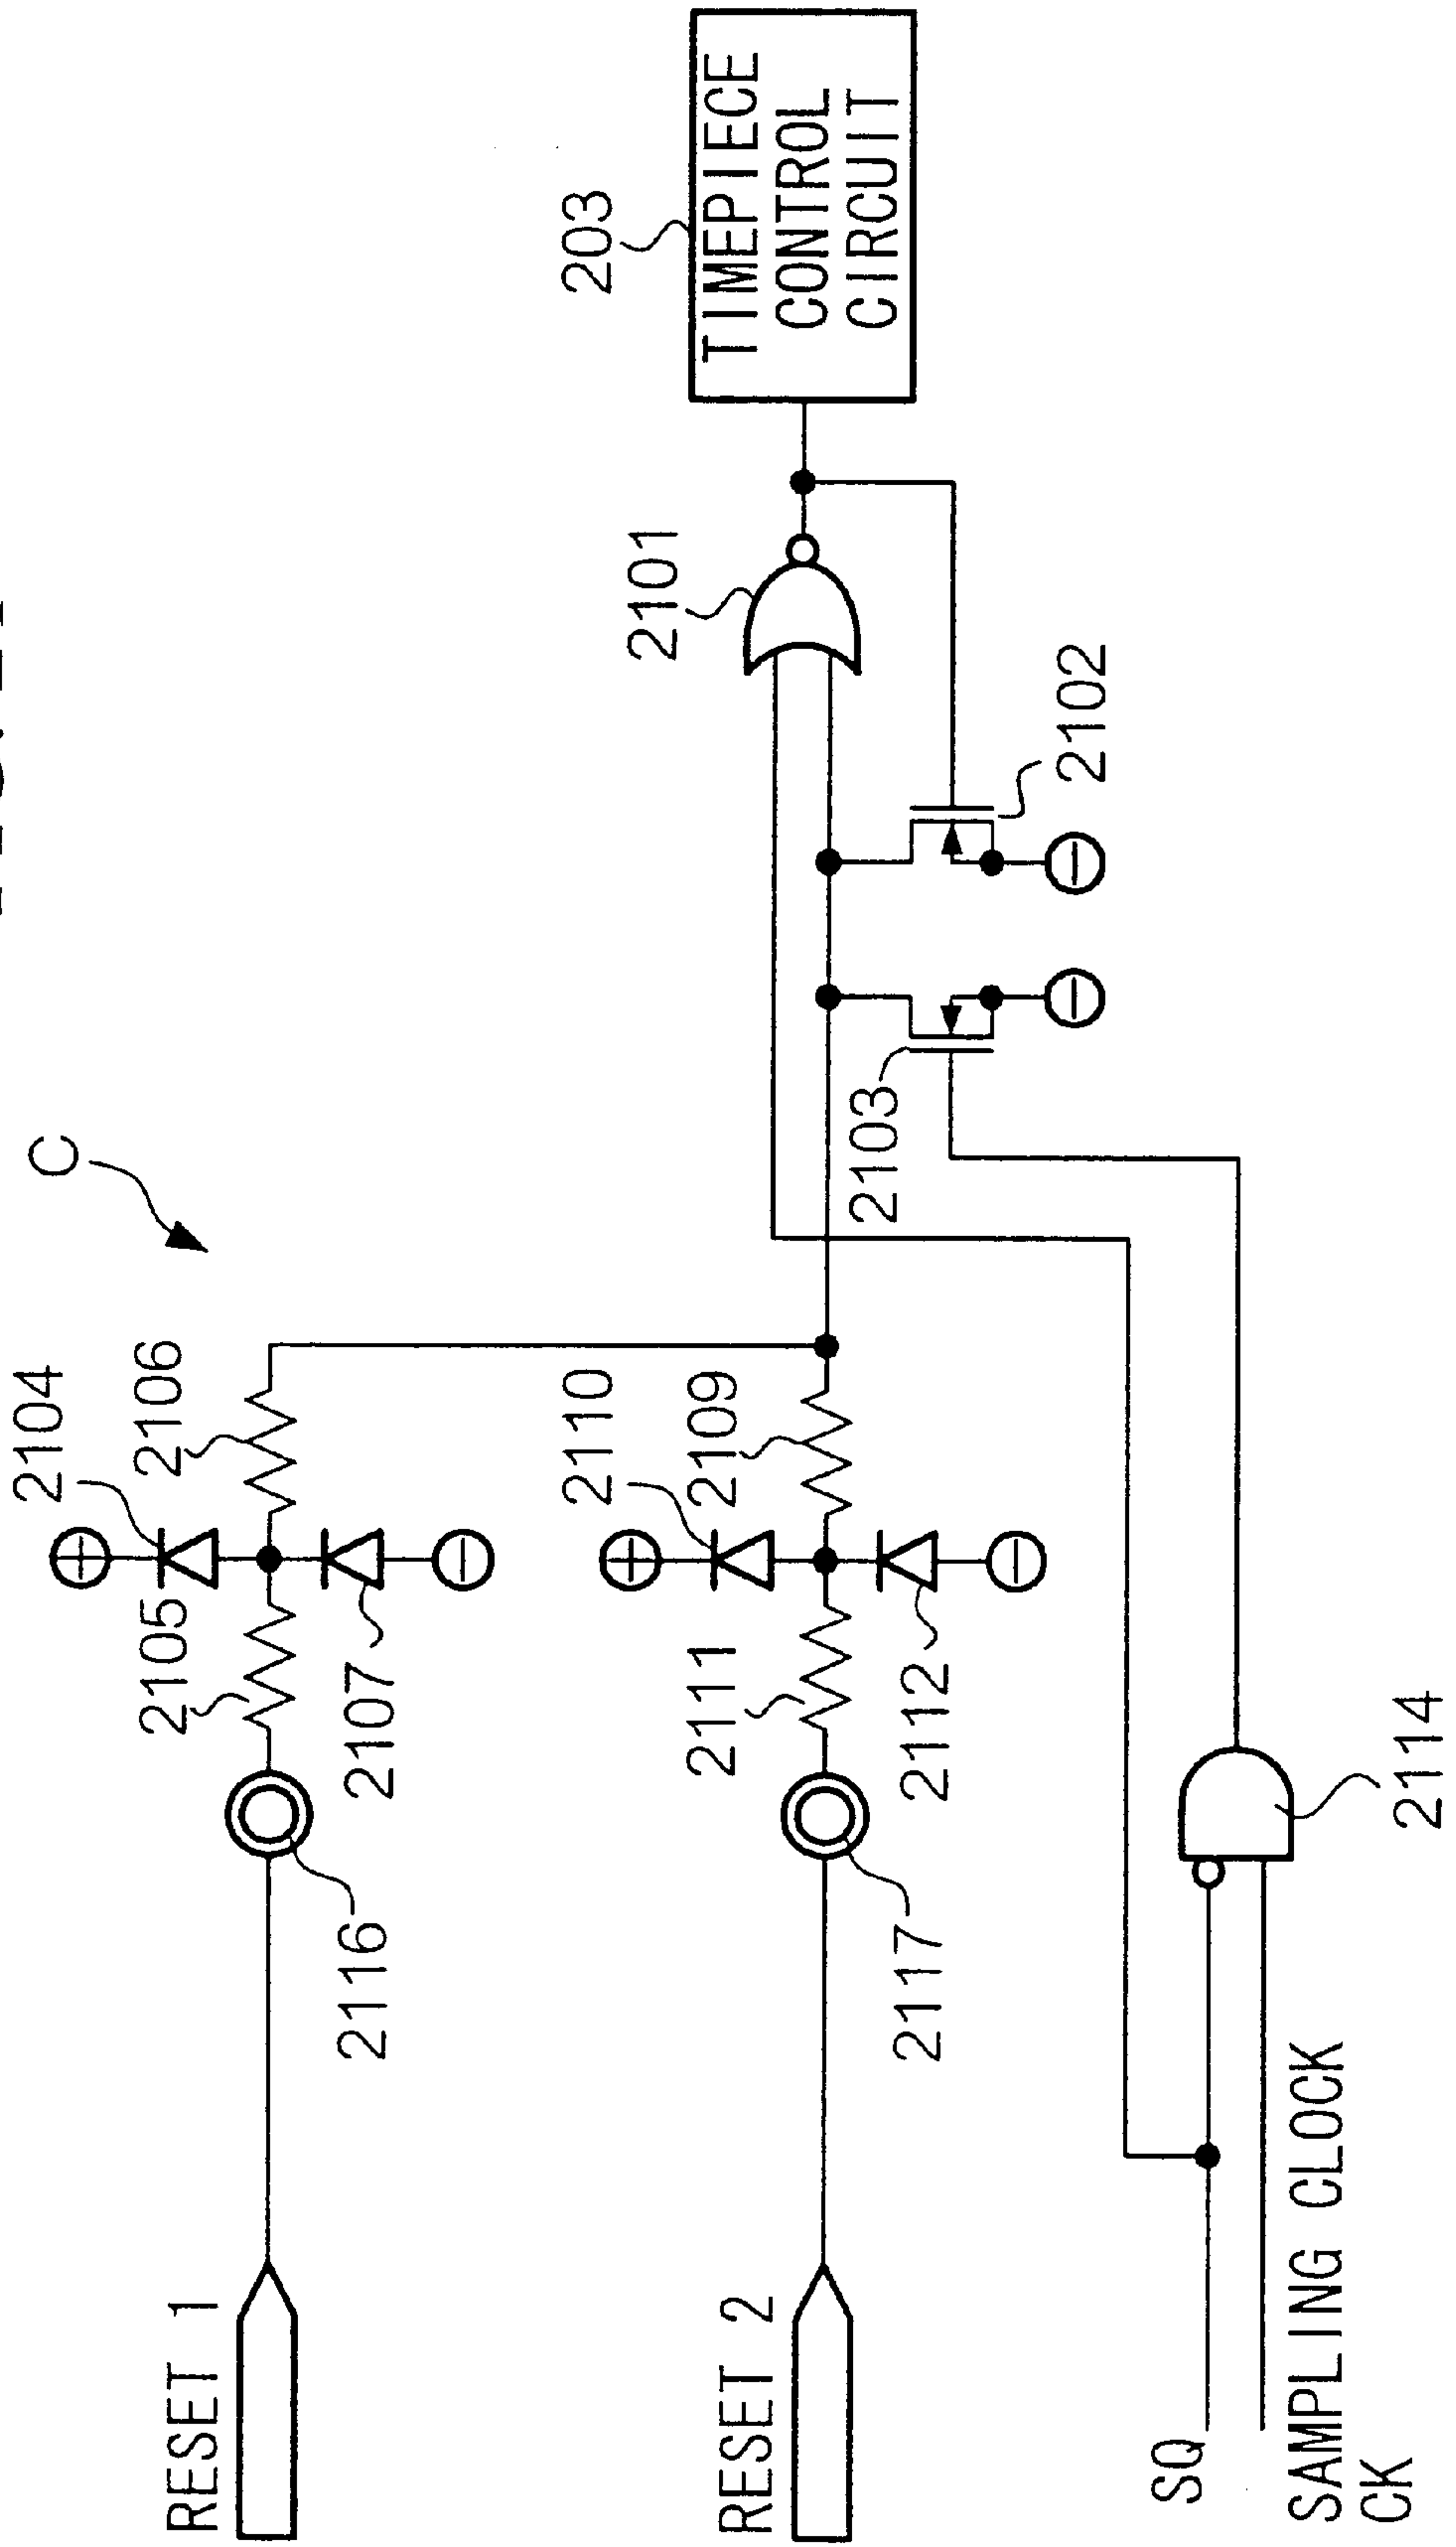 C
2104
2106
2105
2107
2116
RESET 1
2110
2109
2111
2112
2117
RESET 2
203
TIMEPIECE
CONTROL
CIRCUIT
2101
2102
2103
2114
SQ
SAMPLING CLOCK
CK